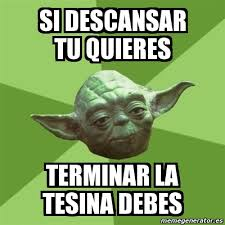 SI DESCANSAR
TU QUIERES
TERMINAR LA
TESINA DEBES
memegenerator.es